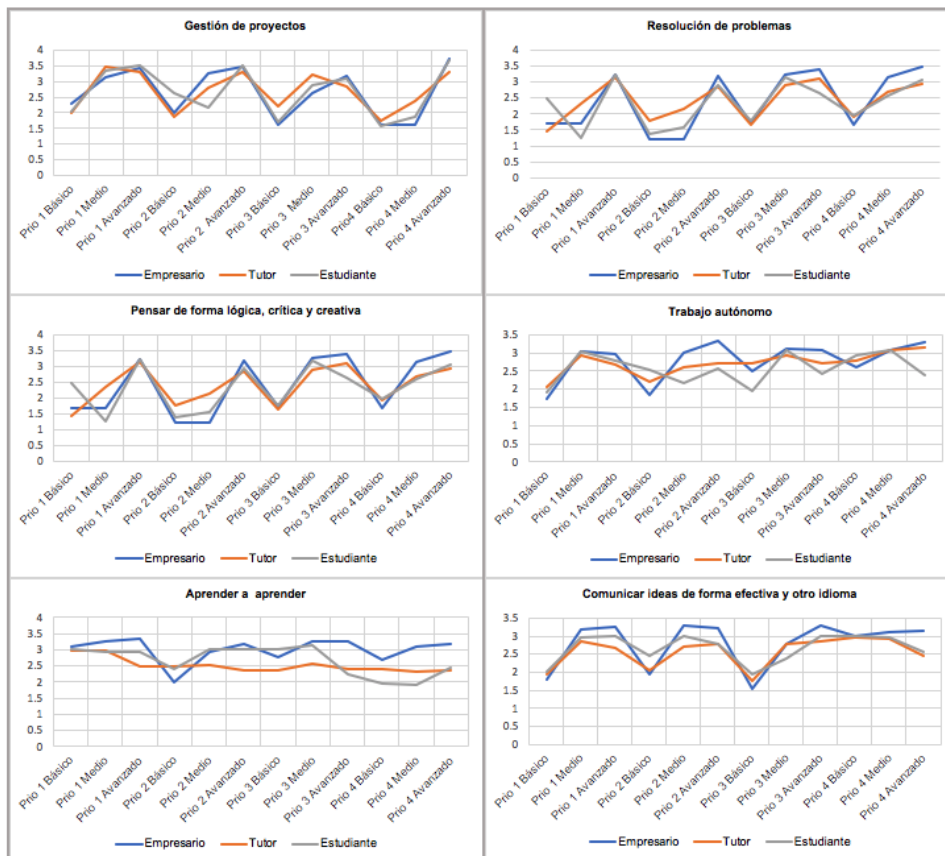 Gestión de proyectos
4
3.5
3
2.5
2
1.5
1
0.5
0
Prio 1 Básico
Prio 1 Medio
Prio 1 Avanzado
Prio 2 Básico
Prio 2 Medio
Prio 2 Avanzado
Prio 3 Básico
Prio 3 Medio
Prio 3 Avanzado
Prio4 Básico
Prio 4 Medio
Prio 4 Avanzado
Empresario Tutor Estudiante
Resolución de problemas
4
3.5
3
2.5
2
1.5
1
0.5
0
Prio 1 Básico
Prio 1 Medio
Prio 1 Avanzado
Prio 2 Básico
Prio 2 Medio
Prio 2 Avanzado
Prio 3 Básico
Prio 3 Medio
Prio 3 Avanzado
Prio 4 Básico
Prio 4 Medio
Prio 4 Avanzado
Empresario Tutor Estudiante
Pensar de forma lógica, crítica y creativa
4
3.5
3
2.5
2
1.5
1
0.5
0
Prio 1 Básico
Prio 1 Medio
Prio 1 Avanzado
Prio 2 Básico
Prio 2 Medio
Prio 2 Avanzado
Prio 3 Básico
Prio 3 Medio
Prio 3 Avanzado
Prio 4 Básico
Prio 4 Medio
Prio 4 Avanzado
Empresario Tutor Estudiante
Trabajo autónomo
3.5
3
2.5
2
1.5
1
0.5
0
Prio 1 Básico
Prio 1 Medio
Prio 1 Avanzado
Prio 2 Básico
Prio 2 Medio
Prio 2 Avanzado
Prio 3 Básico
Prio 3 Medio
Prio 3 Avanzado
Prio 4 Básico
Prio 4 Medio
Prio 4 Avanzado
Empresario Tutor Estudiante
Aprender a aprender
4
3.5
3
2.5
2
1.5
1
0.5
0
Prio 1 Básico
Prio 1 Medio
Prio 1 Avanzado
Prio 2 Básico
Prio 2 Medio
Prio 2 Avanzado
Prio 3 Básico
Prio 3 Medio
Prio 3 Avanzado
Prio 4 Básico
Prio 4 Medio
Prio 4 Avanzado
Empresario Tutor Estudiante
Comunicar ideas de forma efectiva y otro idioma
3.5
3
2.5
2
1.5
1
0.5
0
Prio 1 Básico
Prio 1 Medio
Prio 1 Avanzado
Prio 2 Básico
Prio 2 Medio
Prio 2 Avanzado
Prio 3 Básico
Prio 3 Medio
Prio 3 Avanzado
Prio 4 Básico
Prio 4 Medio
Prio 4 Avanzado
Empresario Tutor Estudiante